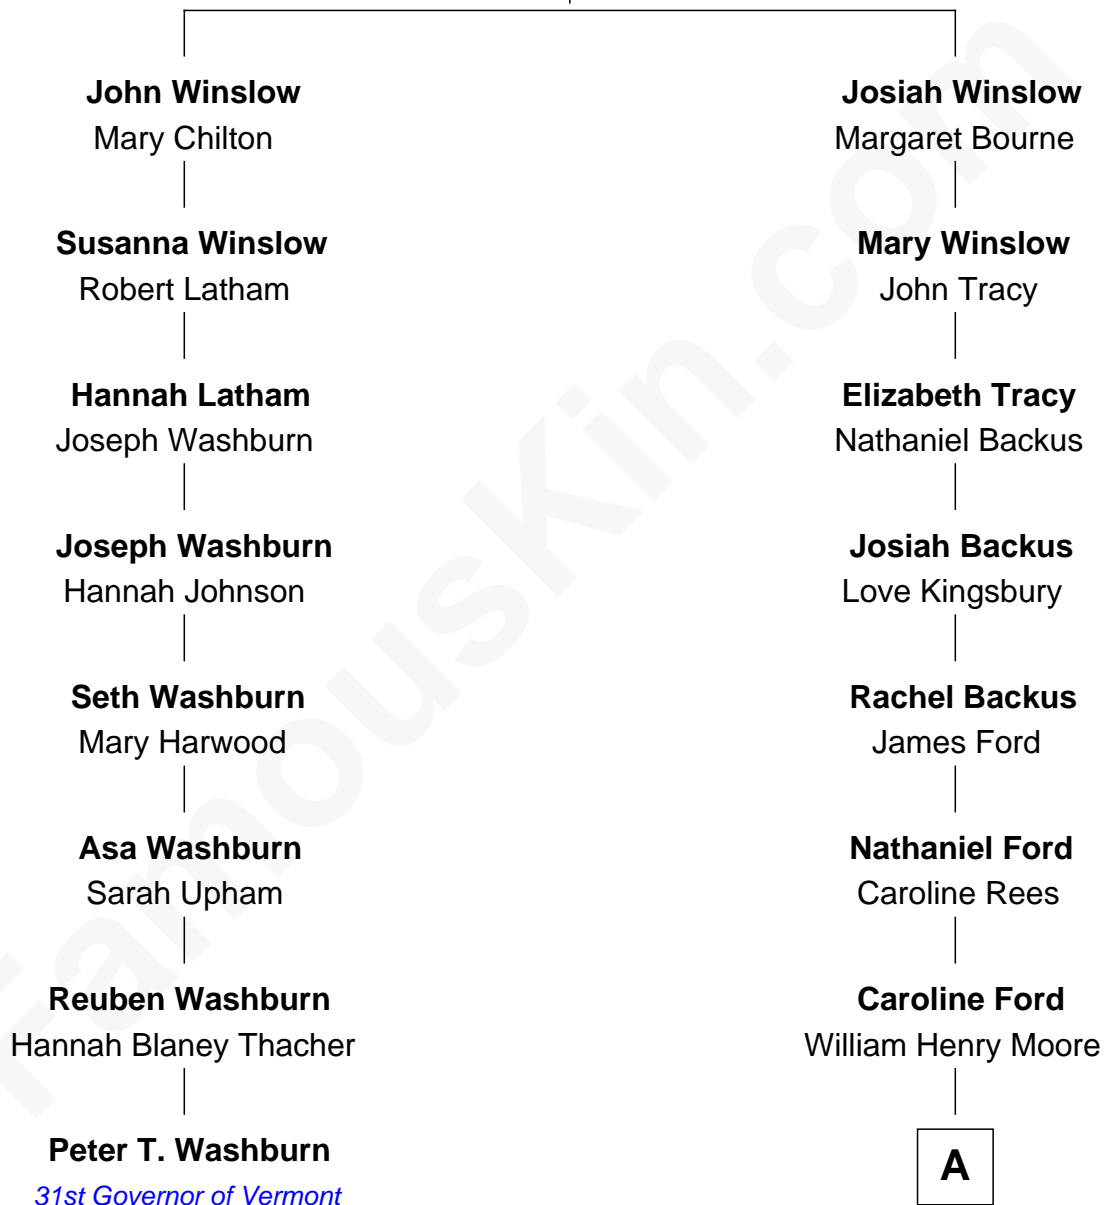 John Winslow
Mary Chilton
Susanna Winslow
Robert Latham
Hannah Latham
Joseph Washburn
Joseph Washburn
Hannah Johnson
Seth Washburn
Mary Harwood
Asa Washburn
Sarah Upham
Reuben Washburn
Hannah Blaney Thacher
Peter T. Washburn
31st Governor of Vermont
Josiah Winslow
Margaret Bourne
Mary Winslow
John Tracy
Elizabeth Tracy
Nathaniel Backus
Josiah Backus
Love Kingsbury
Rachel Backus
James Ford
Nathaniel Ford
Caroline Rees
Caroline Ford
William Henry Moore
A
FamousKin.com